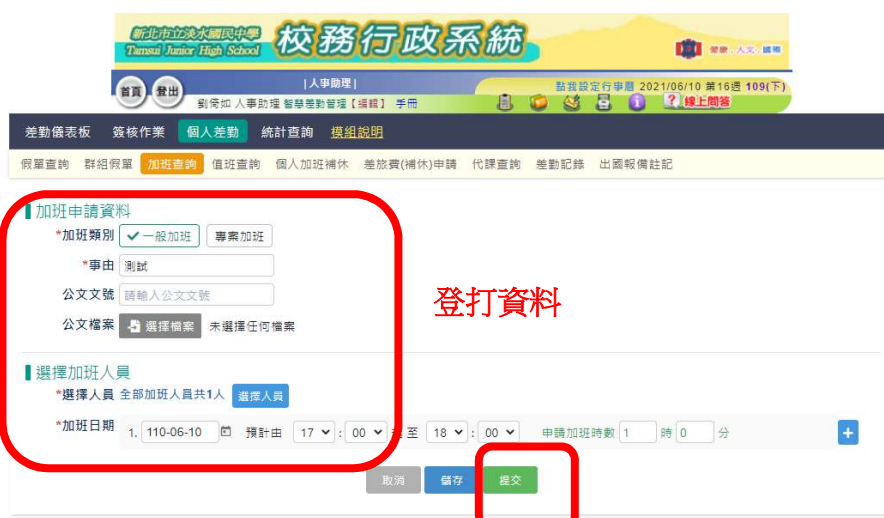 新北市立淡水國民中學
Tamsui Junior High School
校務行政系統
健康.人文.國際
首頁 登出
|人事助理|
劉倚如 人事助理 智慧差勤管理【編輯】 手冊
點我設定行事曆 2021/06/10 第16週 109(下)
線上問答
差勤儀表板 簽核作業 個人差勤 統計查詢 模組說明
假單查詢 群組假單 加班查詢 值班查詢 個人加班補休 差旅費(補休)申請 代課查詢 差勤記錄 出國報備註記
加班申請資料
*加班類別 一般加班 專案加班
*事由 測試
公文文號 請輸入公文文號
公文檔案 選擇檔案 未選擇任何檔案
登打資料
選擇加班人員
*選擇人員 全部加班人員共1人 選擇人員
*加班日期 1. 110-06-10 預計由 17 : 00 至 18 : 00 申請加班時數 1 時 0 分 +
取消 儲存 提交